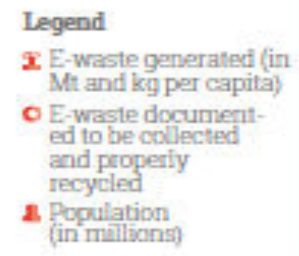 Legend
E-waste generated (in
Mt and kg per capita)
E-waste document-
ed to be collected
and properly
recycled
Population
(in millions)